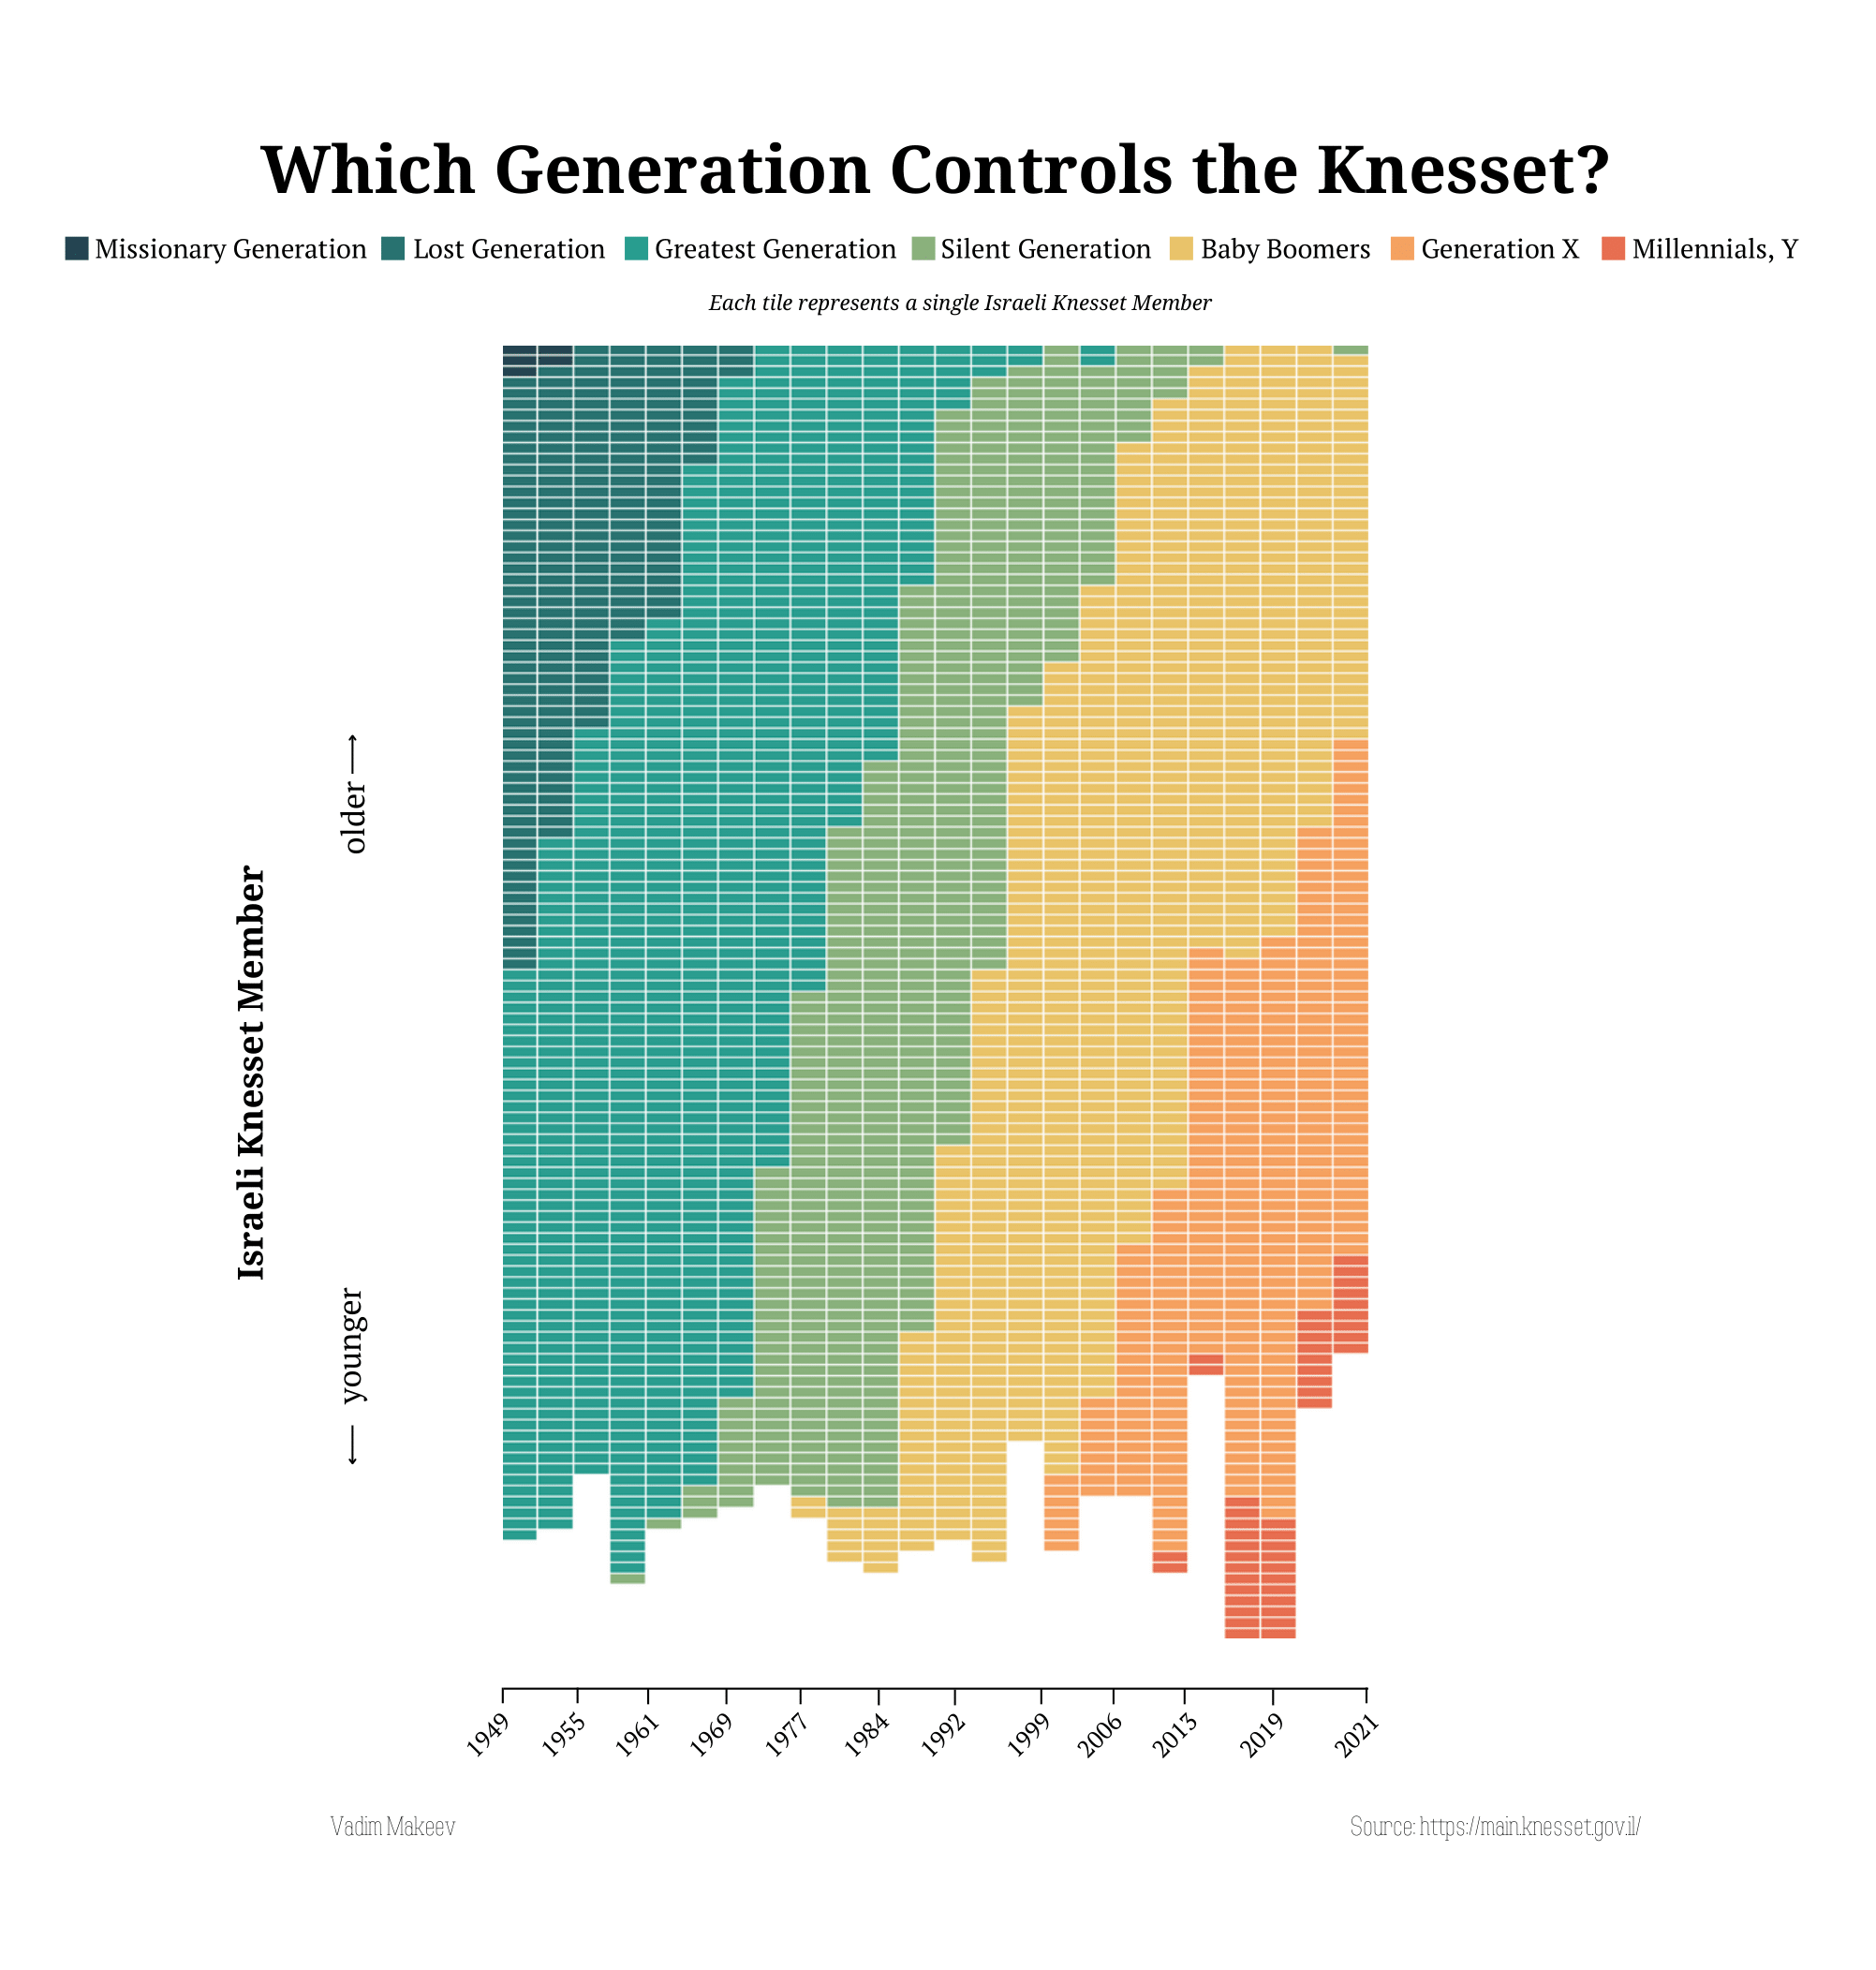 Which Generation Controls the Knesset?
Missionary Generation Lost Generation Greatest Generation Silent Generation Baby Boomers Generation X Millennials, Y
Each tile represents a single Israeli Knesset Member
older ⟶
Israeli Knesset Member
⟵ younger
1949 1955 1961 1969 1977 1984 1992 1999 2006 2013 2019 2021
Vadim Makeev
Source: https://main.knesset.gov.il/